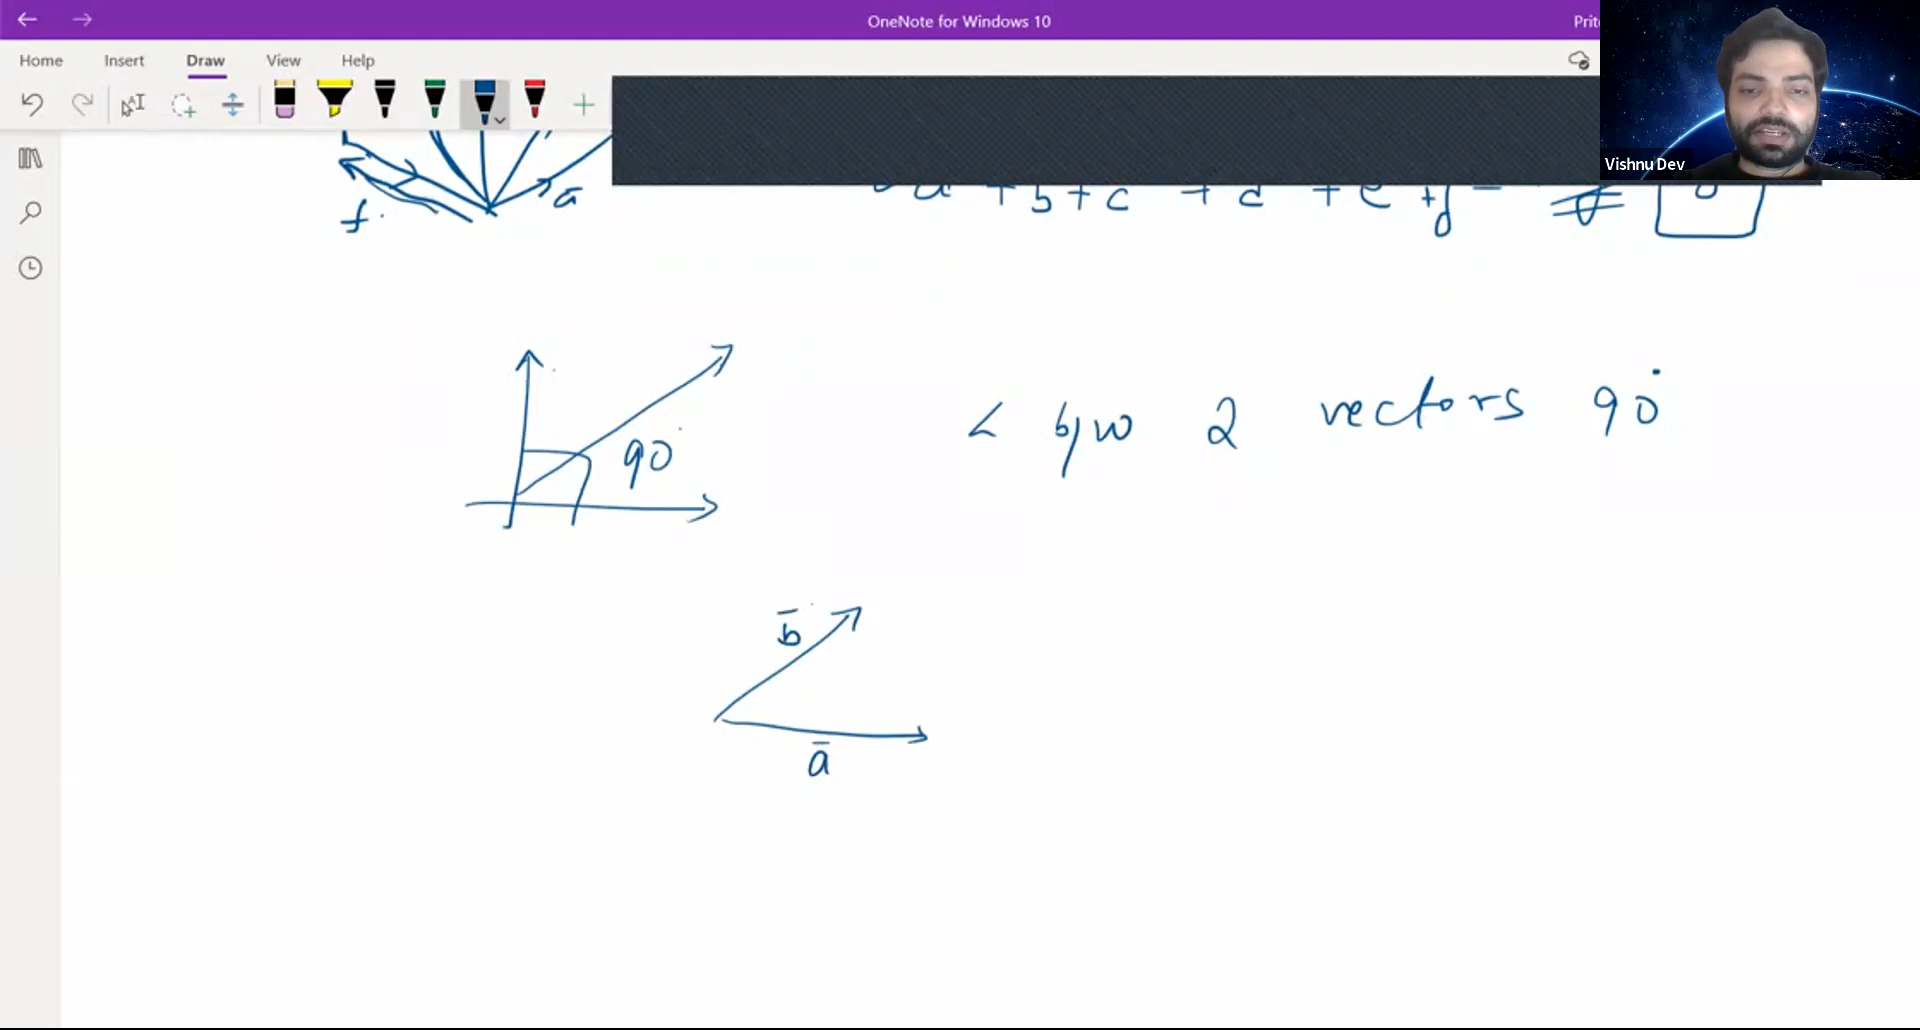 OneNote for Windows 10
Home Insert Draw View Help
Vishnu Dev
f. a̅
a + b + c + d + e + f =
< b/w 2 vectors 90°
90°
b̅
a̅